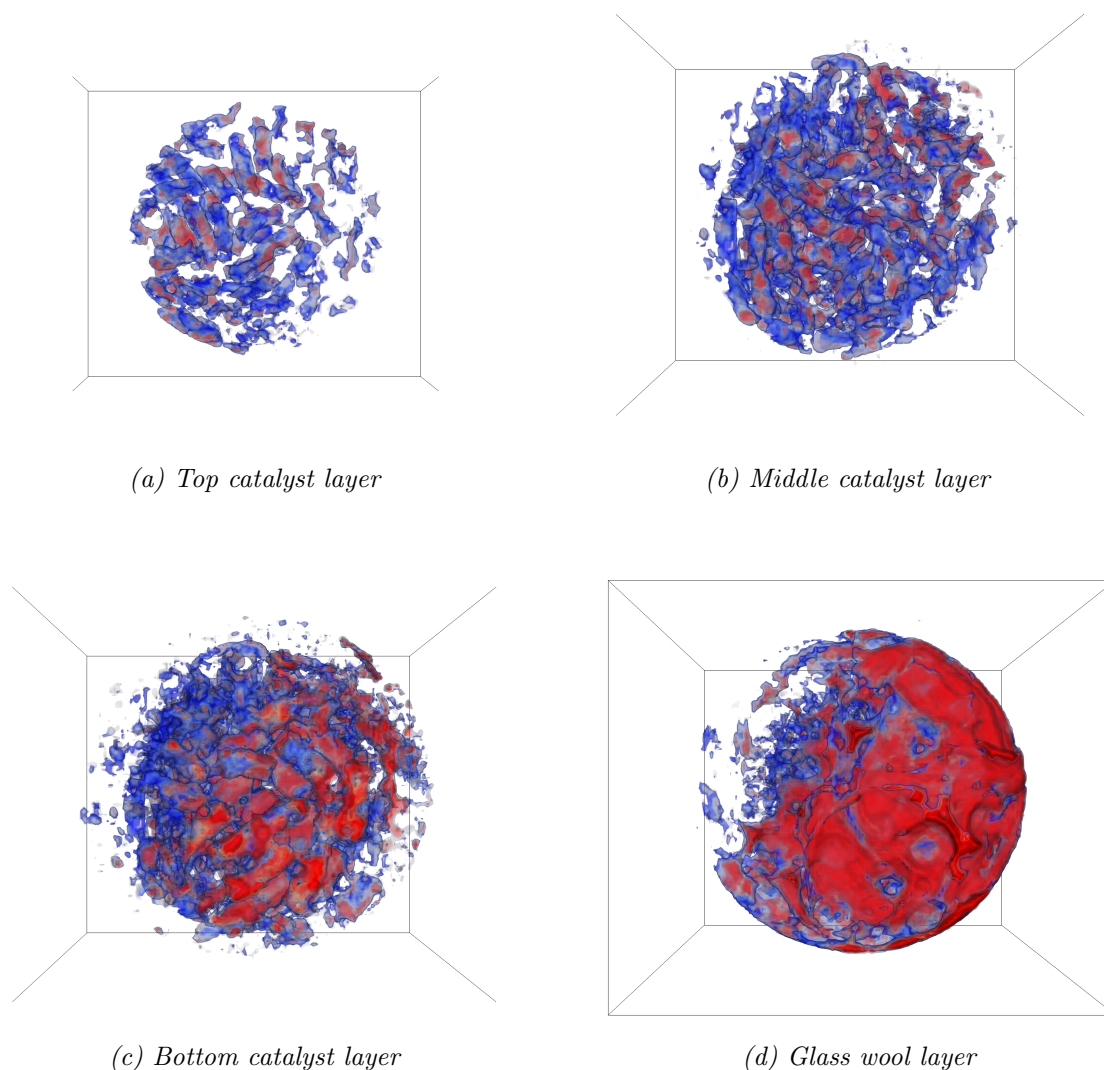 (a) Top catalyst layer
(b) Middle catalyst layer
(c) Bottom catalyst layer
(d) Glass wool layer